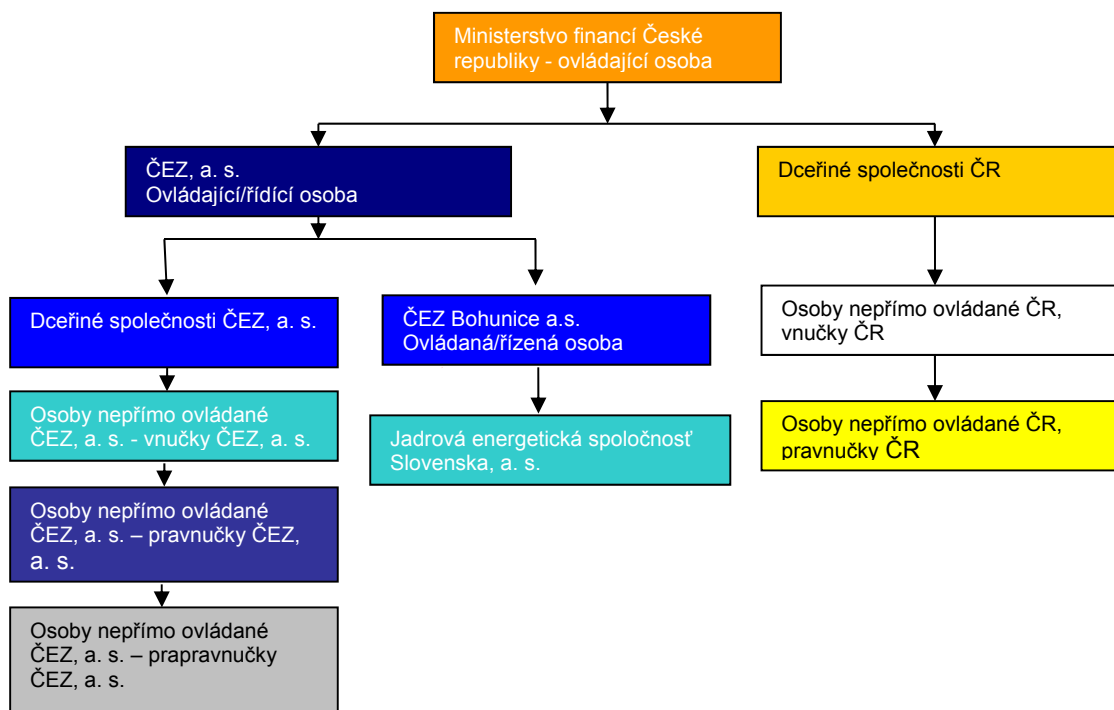 Ministerstvo financí České
republiky - ovládající osoba
ČEZ, a. s.
Ovládající/řídící osoba
Dceřiné společnosti ČR
Dceřiné společnosti ČEZ, a. s.
ČEZ Bohunice a.s.
Ovládaná/řízená osoba
Osoby nepřímo ovládané ČR,
vnučky ČR
Osoby nepřímo ovládané
ČEZ, a. s. - vnučky ČEZ, a. s.
Jadrová energetická spoločnosť
Slovenska, a. s.
Osoby nepřímo ovládané ČR,
pravnučky ČR
Osoby nepřímo ovládané
ČEZ, a. s. – pravnučky ČEZ,
a. s.
Osoby nepřímo ovládané
ČEZ, a. s. – prapravnučky
ČEZ, a. s.